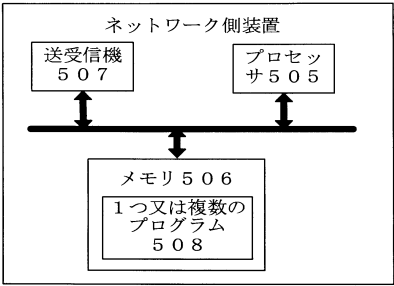 ネットワーク側装置
送受信機
５０７
プロセッ
サ５０５
メモリ５０６
１つ又は複数の
プログラム
５０８